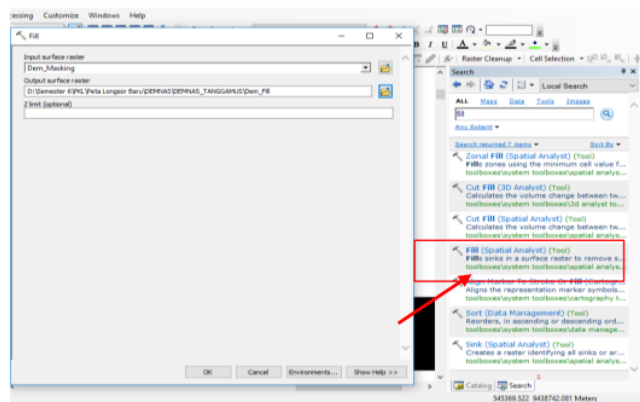 cessing Customize Windows Help
Fill
Input surface raster
Dem_Masking
Output surface raster
D:\Semester 6\PKL\Peta Longsor Baru\DEMNAS\DEMNAS_TANGGAMUS\Dem_Fill
Z limit (optional)
OK Cancel Environments... Show Help >>
B I U A
Raster Cleanup Cell Selection
Search
Local Search
ALL Maps Data Tools Images
fill
Any Extent
Search returned 7 items Sort By
Zonal Fill (Spatial Analyst) (Tool)
Fills zones using the minimum cell value f...
toolboxes\system toolboxes\spatial analys...
Cut Fill (3D Analyst) (Tool)
Calculates the volume change between tw...
toolboxes\system toolboxes\3d analyst to...
Cut Fill (Spatial Analyst) (Tool)
Calculates the volume change between tw...
toolboxes\system toolboxes\spatial analys...
Fill (Spatial Analyst) (Tool)
Fills sinks in a surface raster to remove s...
toolboxes\system toolboxes\spatial analys...
Align Marker To Stroke Or Fill (Cartogr...
Aligns the representation marker symbols...
toolboxes\system toolboxes\cartography t...
Sort (Data Management) (Tool)
Reorders, in ascending or descending ord...
toolboxes\system toolboxes\data manage...
Sink (Spatial Analyst) (Tool)
Creates a raster identifying all sinks or ar...
toolboxes\system toolboxes\spatial analys...
1
Catalog Search
545369.522 9438742.081 Meters